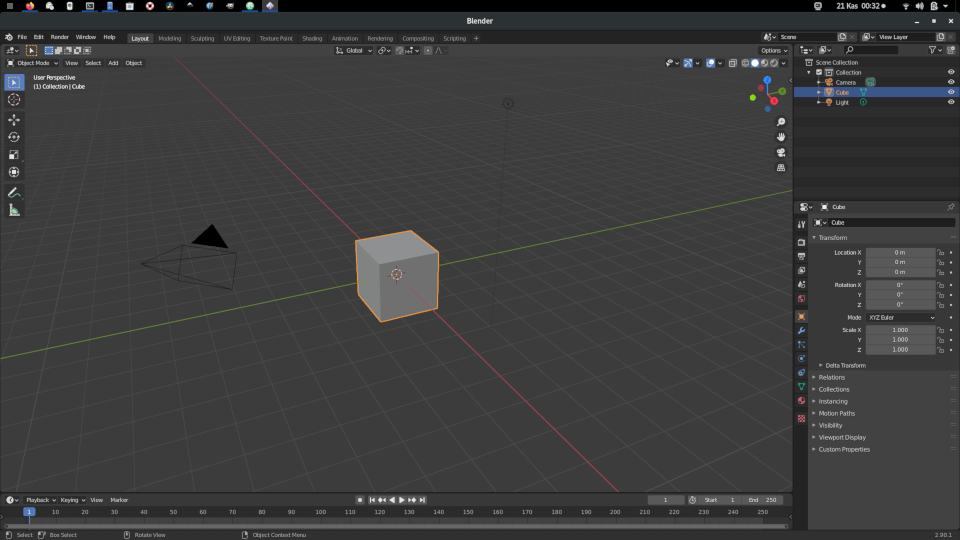 21 Kas 00:32
Blender
File Edit Render Window Help
Layout Modeling Sculpting UV Editing Texture Paint Shading Animation Rendering Compositing Scripting
Scene
View Layer
Global
Options
Object Mode View Select Add Object
User Perspective
(1) Collection | Cube
Z
Y
X
Scene Collection
Collection
Camera
Cube
Light
Cube
Cube
Transform
Location X 0 m
Y 0 m
Z 0 m
Rotation X 0°
Y 0°
Z 0°
Mode XYZ Euler
Scale X 1.000
Y 1.000
Z 1.000
Delta Transform
Relations
Collections
Instancing
Motion Paths
Visibility
Viewport Display
Custom Properties
Playback Keying View Marker
1 Start 1 End 250
1 10 20 30 40 50 60 70 80 90 100 110 120 130 140 150 160 170 180 190 200 210 220 230 240 250
Select Box Select Rotate View Object Context Menu
2.90.1